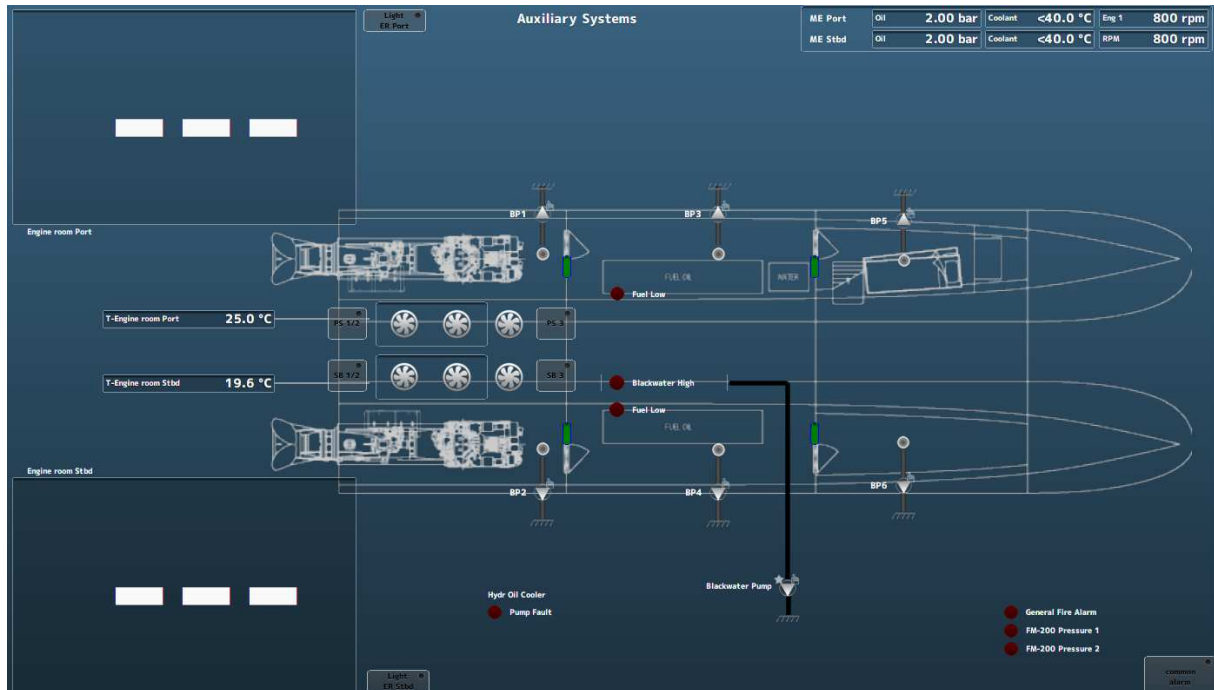 Light
ER Port
Auxiliary Systems
ME Port Oil 2.00 bar Coolant <40.0 °C Eng 1 800 rpm
ME Stbd Oil 2.00 bar Coolant <40.0 °C RPM 800 rpm
BP1
BP3
BP5
Engine room Port
FUEL OIL
WATER
Fuel Low
T-Engine room Port 25.0 °C
PS 1/2
PS 3
T-Engine room Stbd 19.6 °C
SB 1/2
SB 3
Blackwater High
Fuel Low
FUEL OIL
Engine room Stbd
BP2
BP4
BP6
Blackwater Pump
Hydr Oil Cooler
Pump Fault
General Fire Alarm
FM-200 Pressure 1
FM-200 Pressure 2
Light
ER Stbd
common
alarm